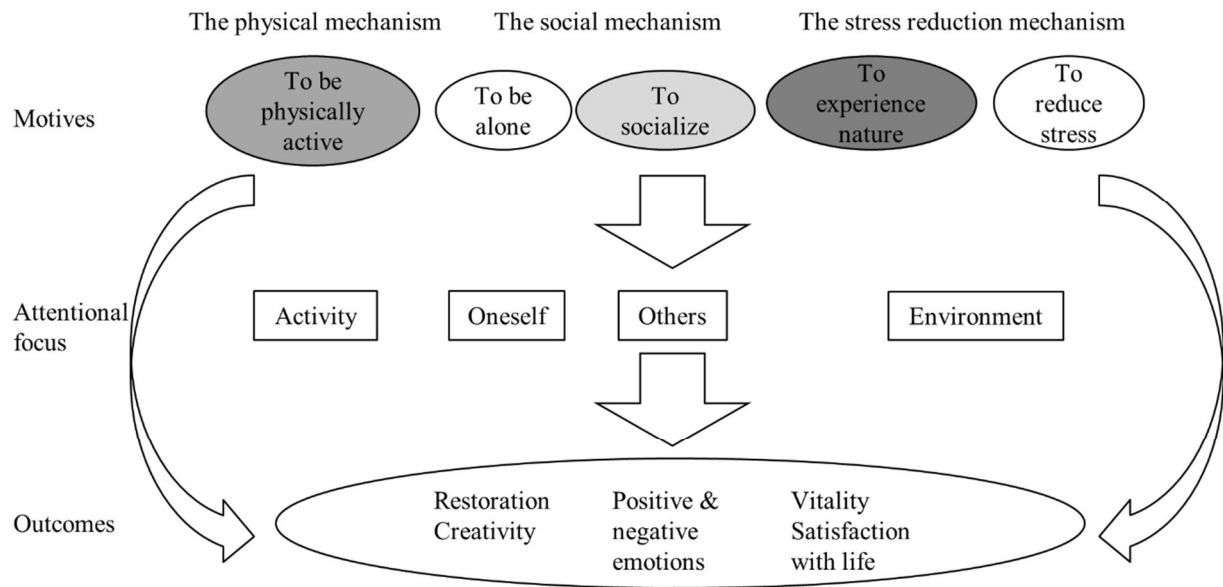 The physical mechanism The social mechanism The stress reduction mechanism
Motives
To be
physically
active
To be
alone
To
socialize
To
experience
nature
To
reduce
stress
Attentional
focus
Activity
Oneself
Others
Environment
Outcomes
Restoration
Creativity
Positive &
negative
emotions
Vitality
Satisfaction
with life